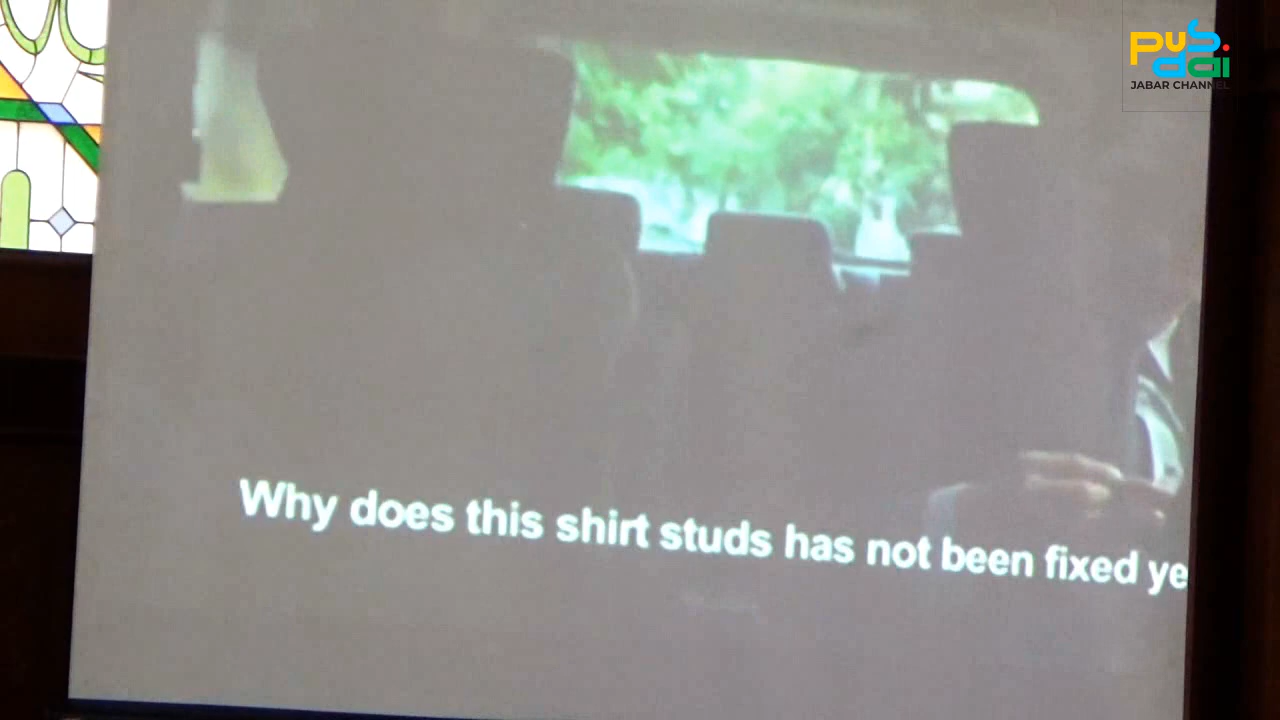 PUSDAI
JABAR CHANNEL
Why does this shirt studs has not been fixed ye